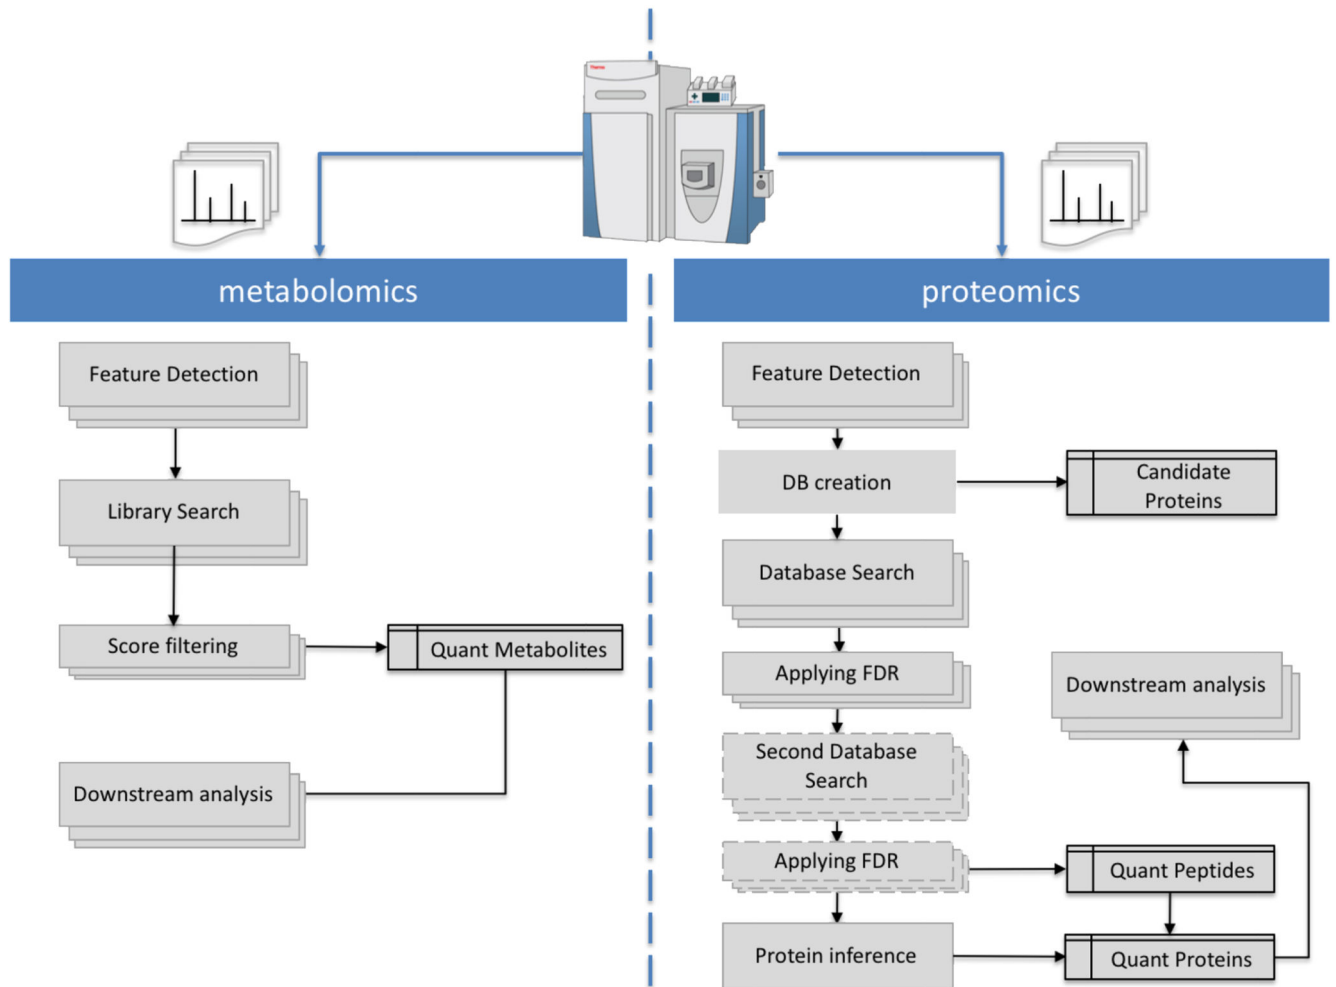 Thermo
metabolomics
Feature Detection
Library Search
Score filtering
Quant Metabolites
Downstream analysis
proteomics
Feature Detection
DB creation
Candidate
Proteins
Database Search
Applying FDR
Downstream analysis
Second Database
Search
Applying FDR
Quant Peptides
Protein inference
Quant Proteins